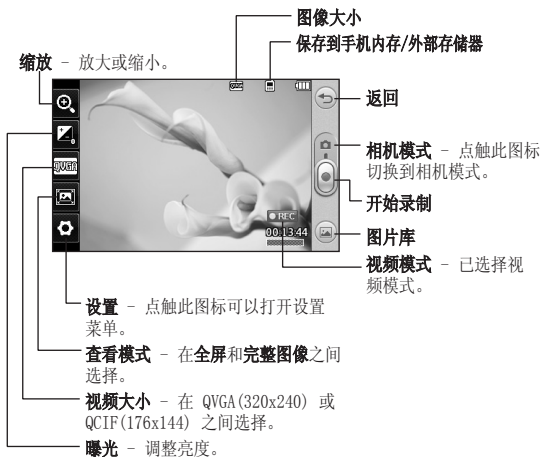 图像大小
保存到手机内存/外部存储器
缩放 - 放大或缩小。
返回
相机模式 - 点触此图标
切换到相机模式。
开始录制
图片库
视频模式 - 已选择视
频模式。
QVGA
QVGA
REC
00:13:44
设置 - 点触此图标可以打开设置
菜单。
查看模式 - 在全屏和完整图像之间
选择。
视频大小 - 在 QVGA(320x240) 或
QCIF(176x144) 之间选择。
曝光 - 调整亮度。